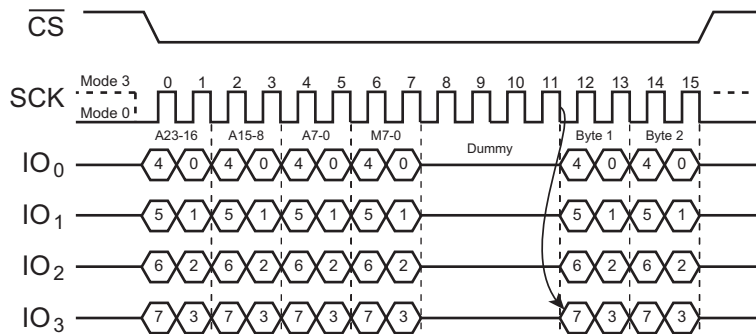 CS
Mode 3
0 1 2 3 4 5 6 7 8 9 10 11 12 13 14 15
SCK
Mode 0
A23-16 A15-8 A7-0 M7-0 Dummy Byte 1 Byte 2
IO0 4 0 4 0 4 0 4 0 4 0 4 0
IO1 5 1 5 1 5 1 5 1 5 1 5 1
IO2 6 2 6 2 6 2 6 2 6 2 6 2
IO3 7 3 7 3 7 3 7 3 7 3 7 3